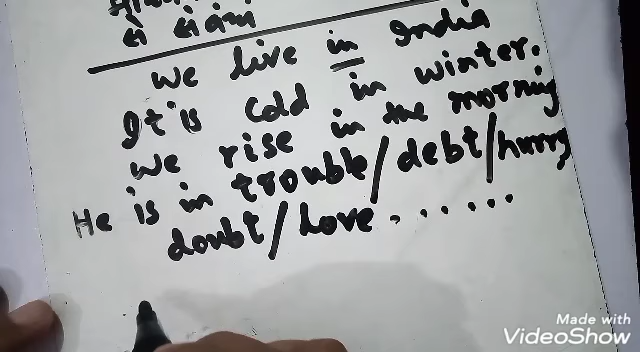 We live in India
It is cold in winter.
We rise in the morning
He is in trouble/debt/hurry
doubt/Love.......
Made with
VideoShow